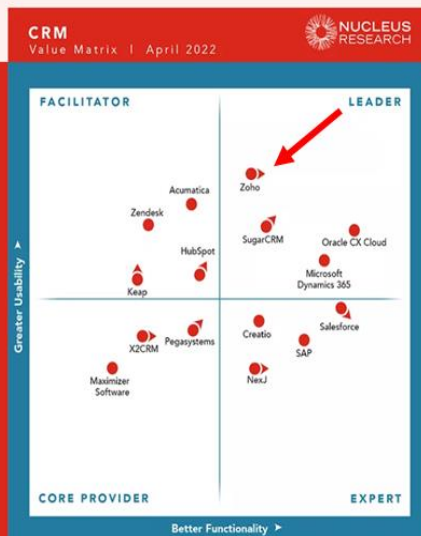 CRM
Value Matrix | April 2022
NUCLEUS
RESEARCH
FACILITATOR
LEADER
Zoho
Acumatica
Zendesk
SugarCRM
Oracle CX Cloud
HubSpot
Microsoft
Dynamics 365
Keap
Greater Usability
Salesforce
Creatio
X2CRM
Pegasystems
SAP
Maximizer
Software
NexJ
CORE PROVIDER
EXPERT
Better Functionality